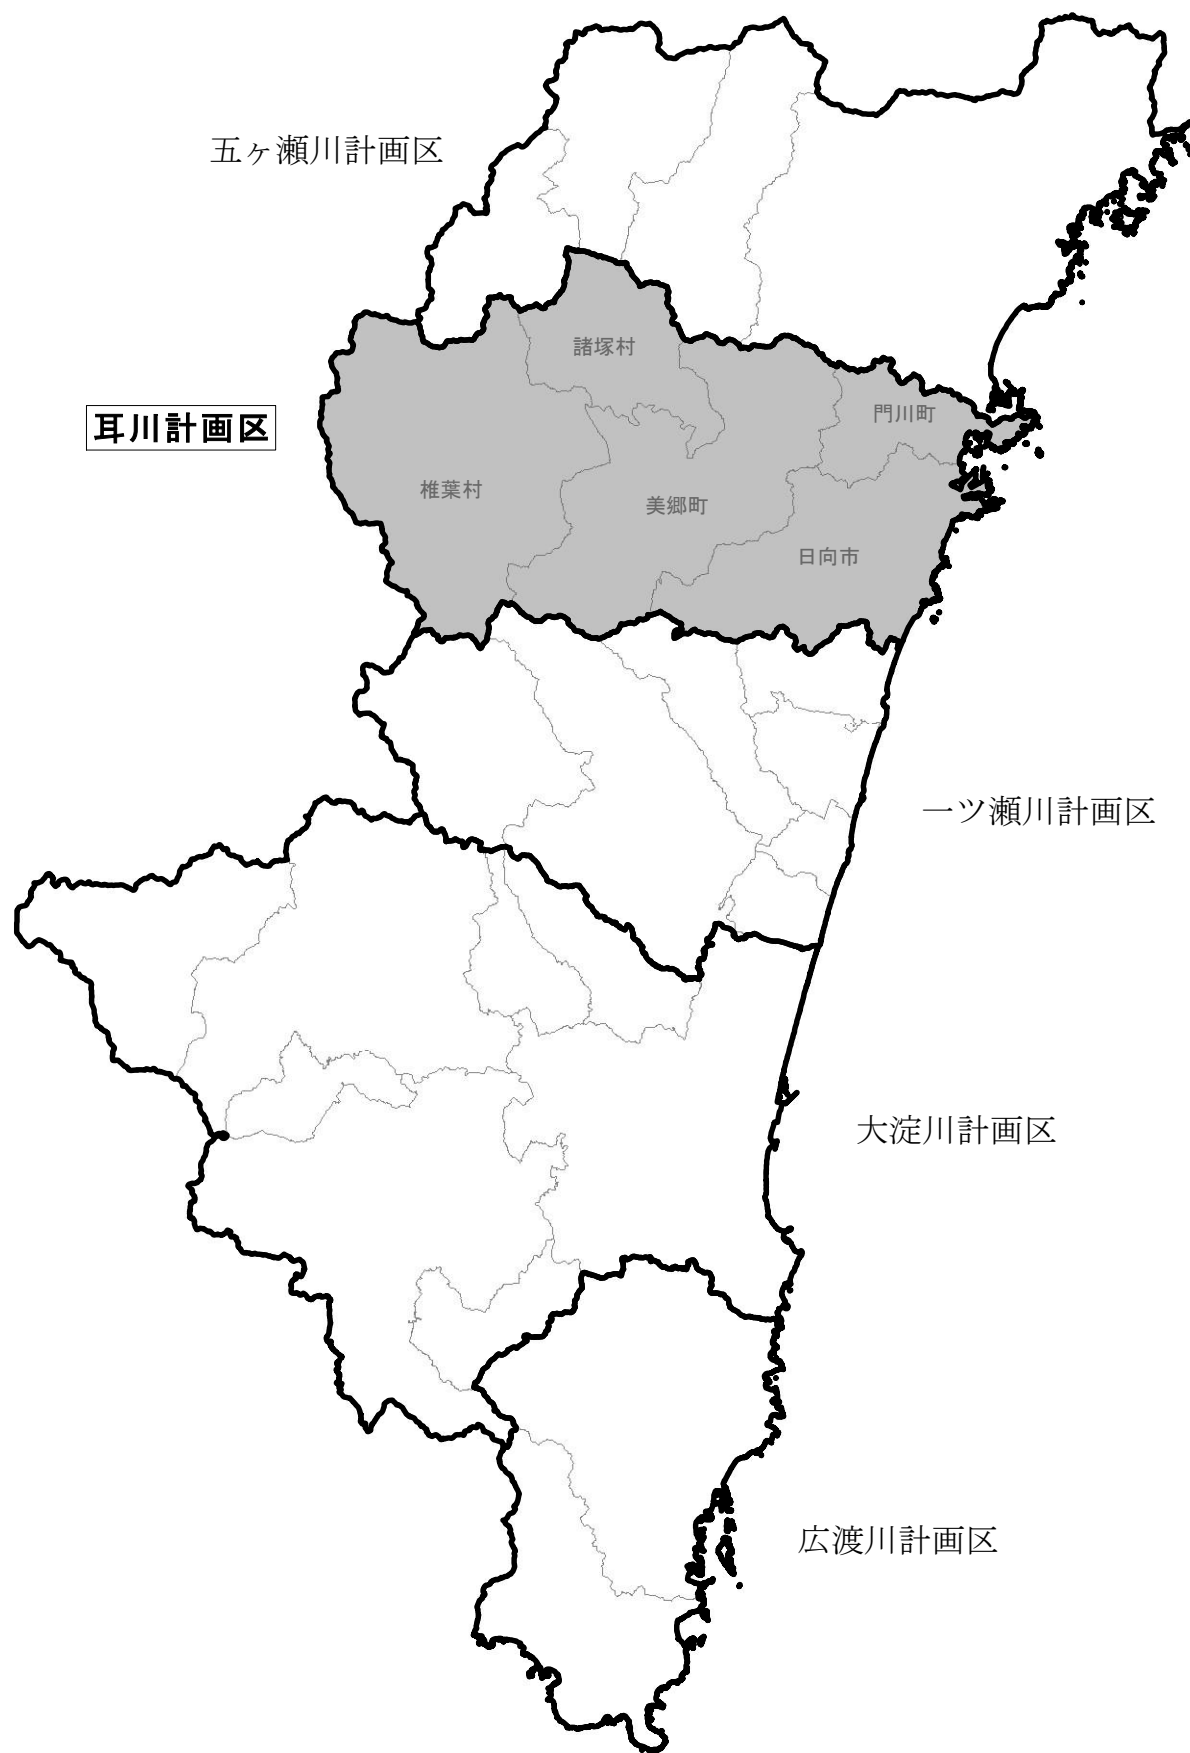 五ヶ瀬川計画区
諸塚村
門川町
耳川計画区
椎葉村
美郷町
日向市
一ツ瀬川計画区
大淀川計画区
広渡川計画区